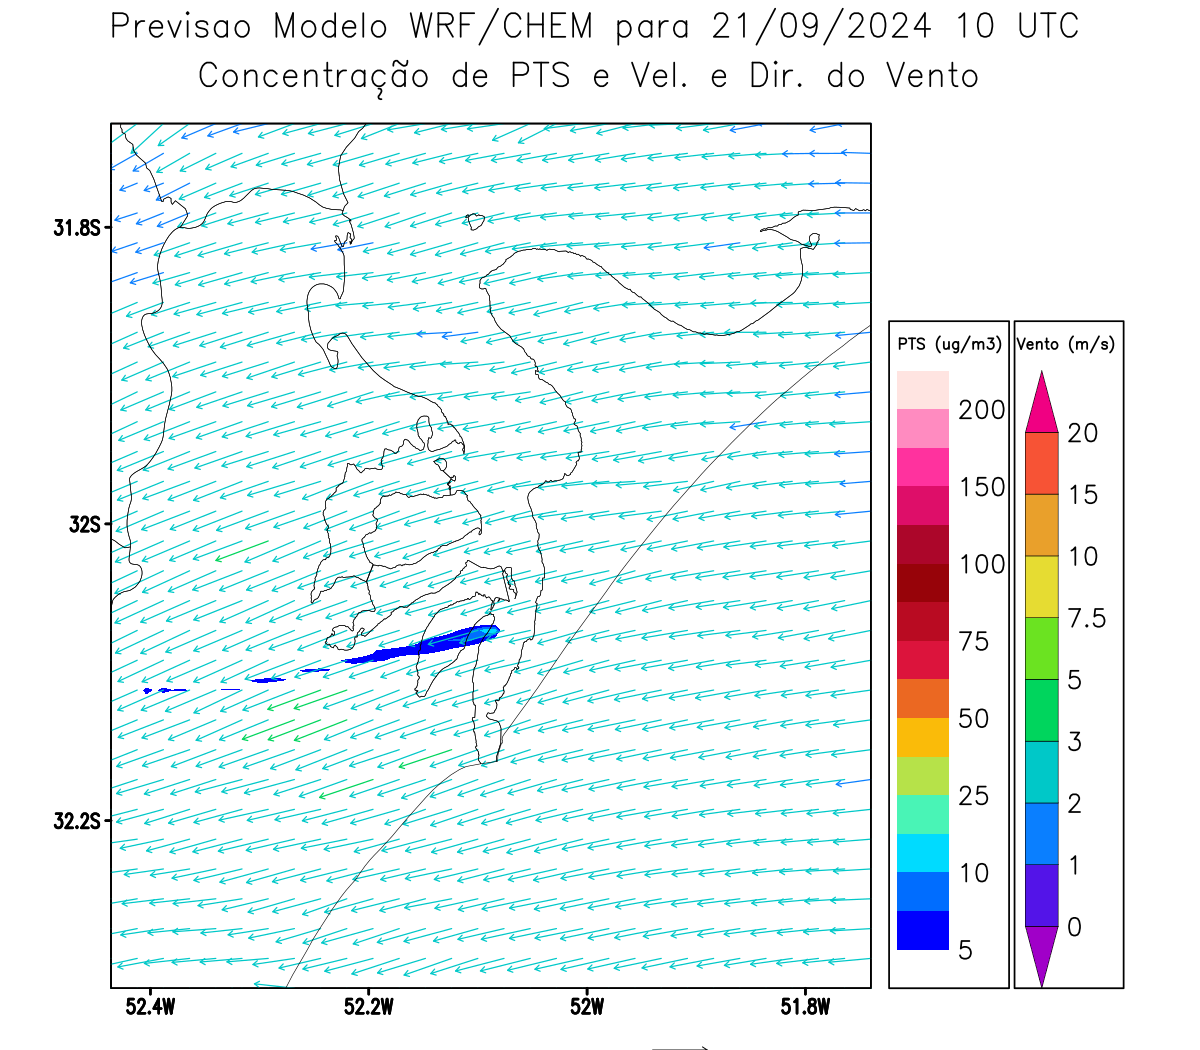 Previsao Modelo WRF/CHEM para 21/09/2024 10 UTC
Concentração de PTS e Vel. e Dir. do Vento
31.8S
32S
32.2S
52.4W
52.2W
52W
51.8W
PTS (ug/m3)
200
150
100
75
50
25
10
5
Vento (m/s)
20
15
10
7.5
5
3
2
1
0